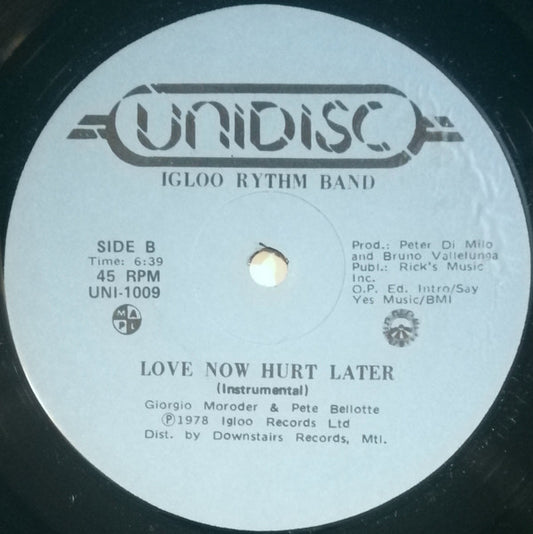 UNIDISC
IGLOO RYTHM BAND
SIDE B
Time: 6:39
45 RPM
UNI-1009
M A
P L
Prod.: Peter Di Milo
and Bruno Vallelunga
Publ.: Rick's Music
Inc.
O.P. Ed. Intro/Say
Yes Music/BMI
LOVE NOW HURT LATER
(Instrumental)
Giorgio Moroder & Pete Bellotte
Ⓟ1978 Igloo Records Ltd
Dist. by Downstairs Records, Mtl.